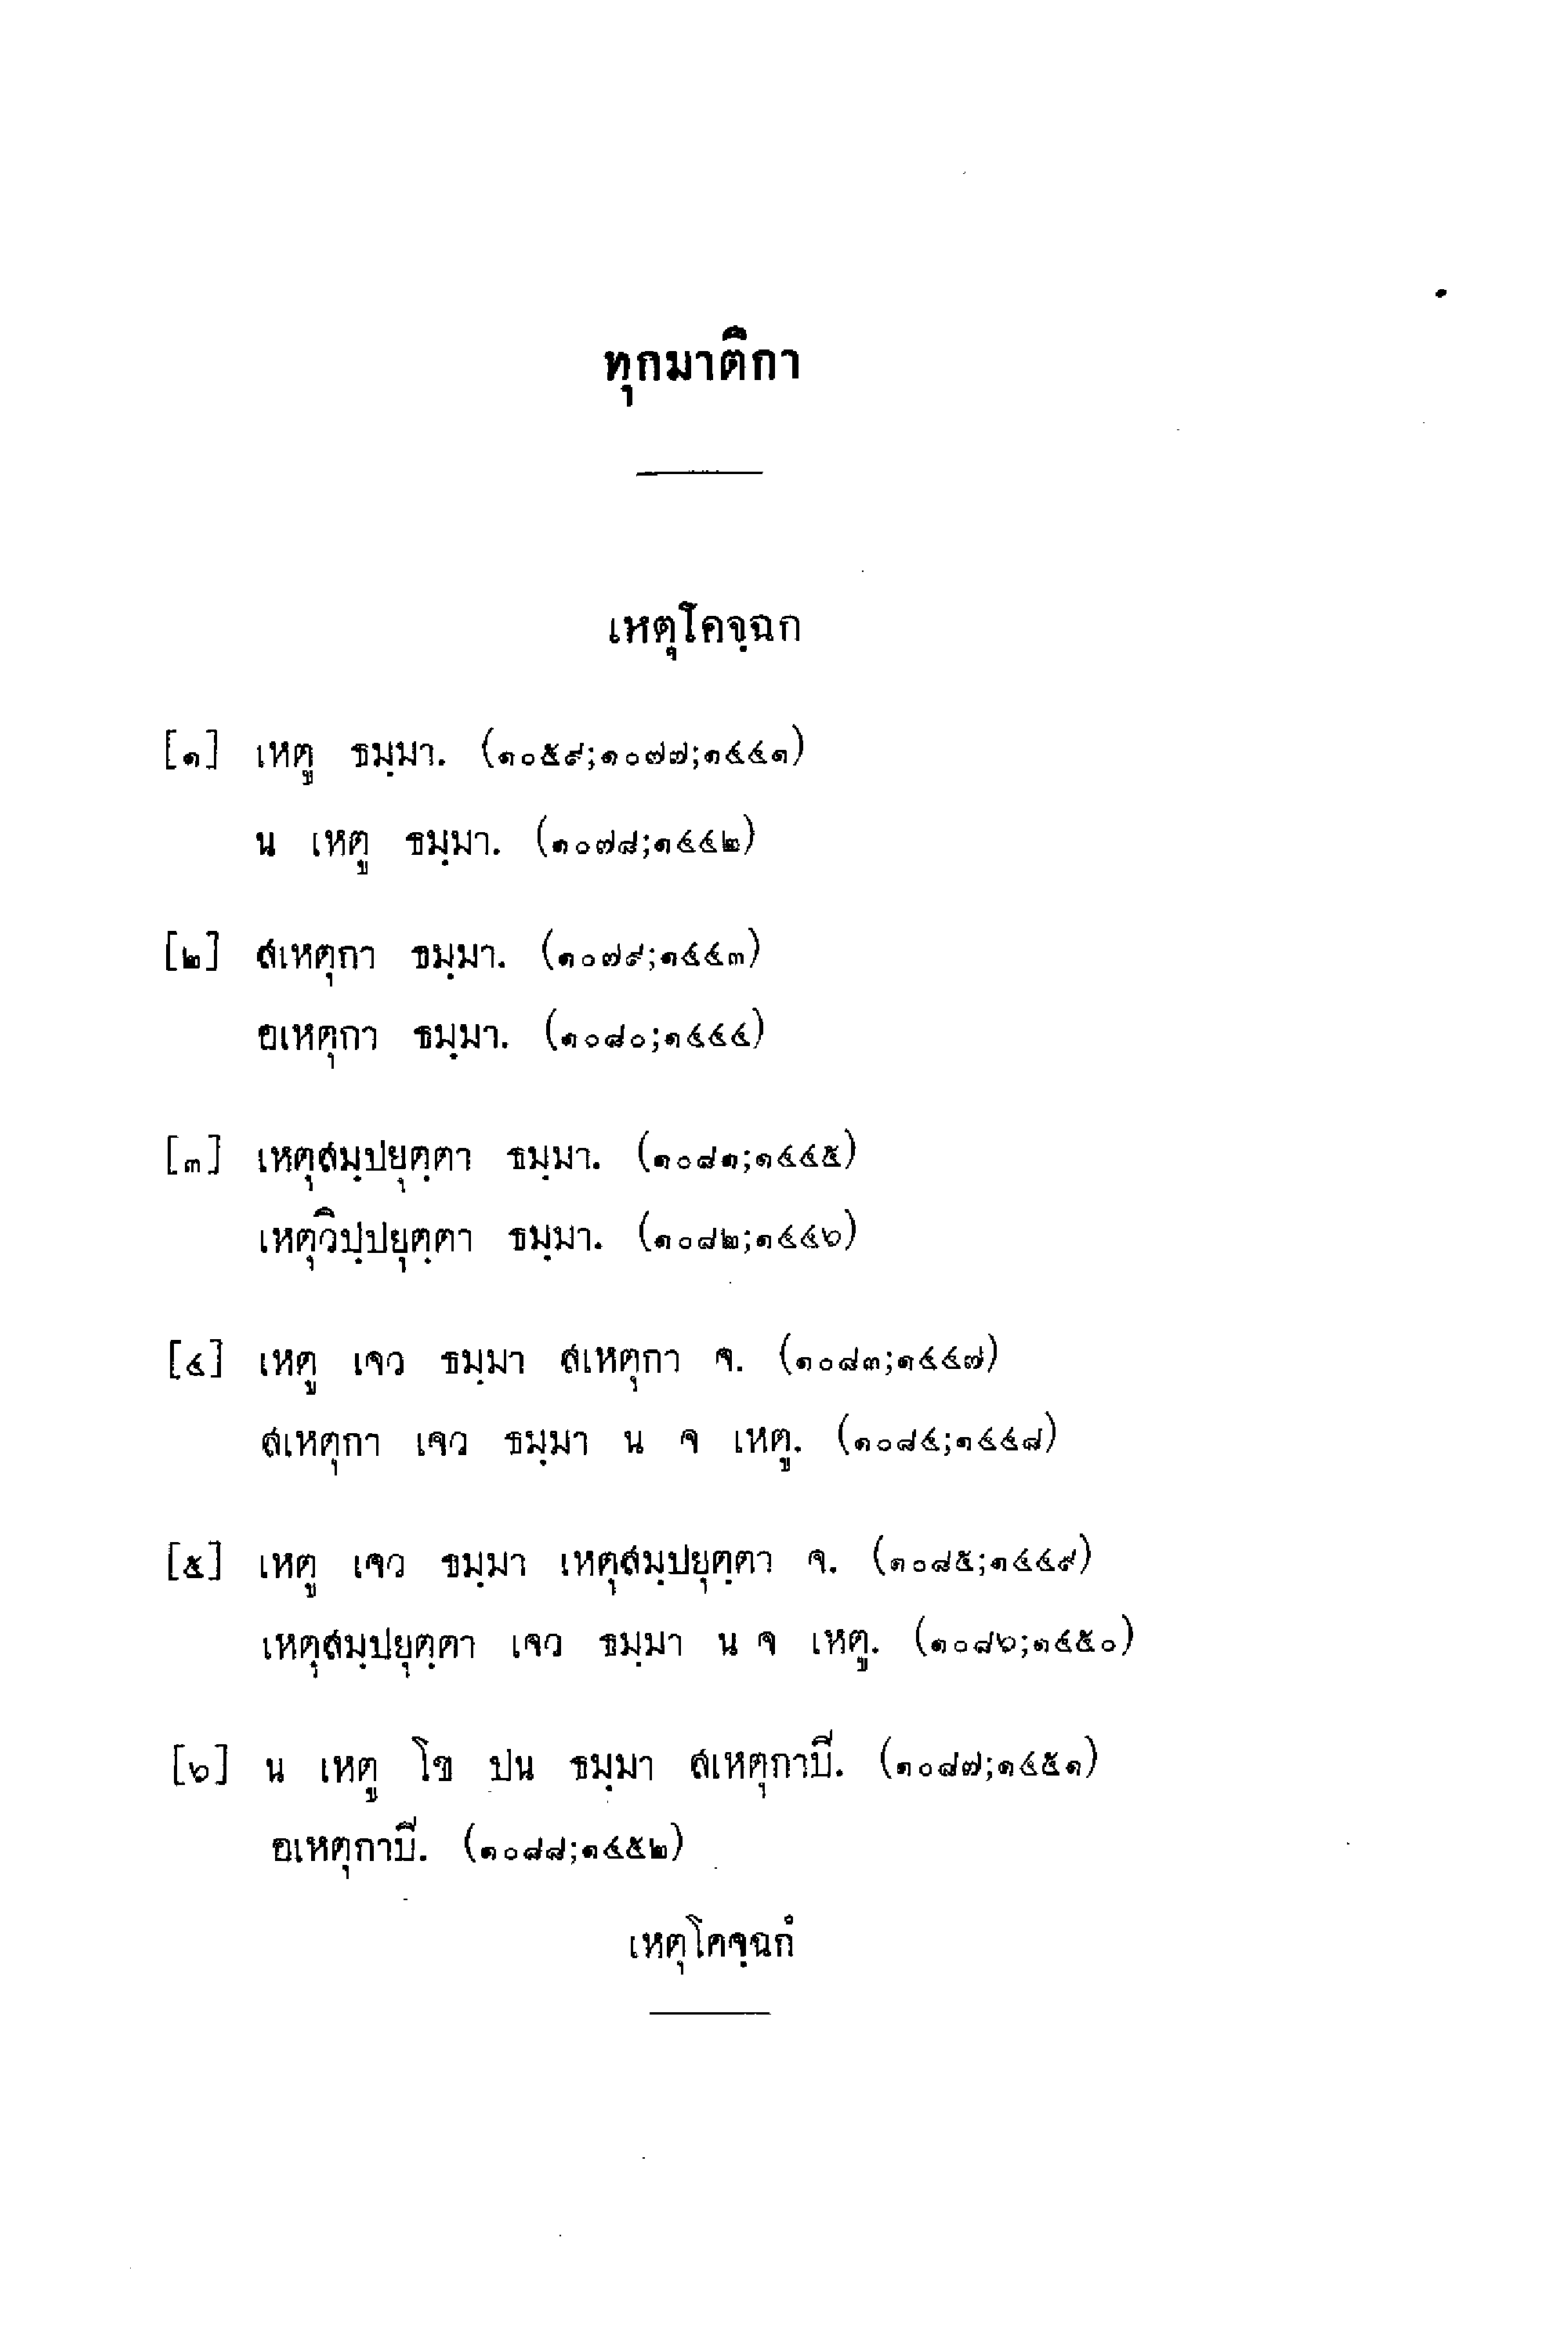 ทุกมาติกา
เหตุโคจฺฉก
[๑] เหตู ธมฺมา. (๑๐๕๙;๑๐๗๗;๑๔๔๑)
น เหตู ธมฺมา. (๑๐๗๘;๑๔๔๒)
[๒] สเหตุกา ธมฺมา. (๑๐๗๙;๑๔๔๓)
อเหตุกา ธมฺมา. (๑๐๘๐;๑๔๔๔)
[๓] เหตุสมฺปยุตฺตา ธมฺมา. (๑๐๘๑;๑๔๔๕)
เหตุวิปฺปยุตฺตา ธมฺมา. (๑๐๘๒;๑๔๔๖)
[๔] เหตู เจว ธมฺมา สเหตุกา จ. (๑๐๘๓;๑๔๔๗)
สเหตุกา เจว ธมฺมา น จ เหตู. (๑๐๘๔;๑๔๔๘)
[๕] เหตู เจว ธมฺมา เหตุสมฺปยุตฺตา จ. (๑๐๘๕;๑๔๔๙)
เหตุสมฺปยุตฺตา เจว ธมฺมา น จ เหตู. (๑๐๘๖;๑๔๕๐)
[๖] น เหตู โข ปน ธมฺมา สเหตุกาปี. (๑๐๘๗;๑๔๕๑)
อเหตุกาปี. (๑๐๘๘;๑๔๕๒)
เหตุโคจฺฉกํ